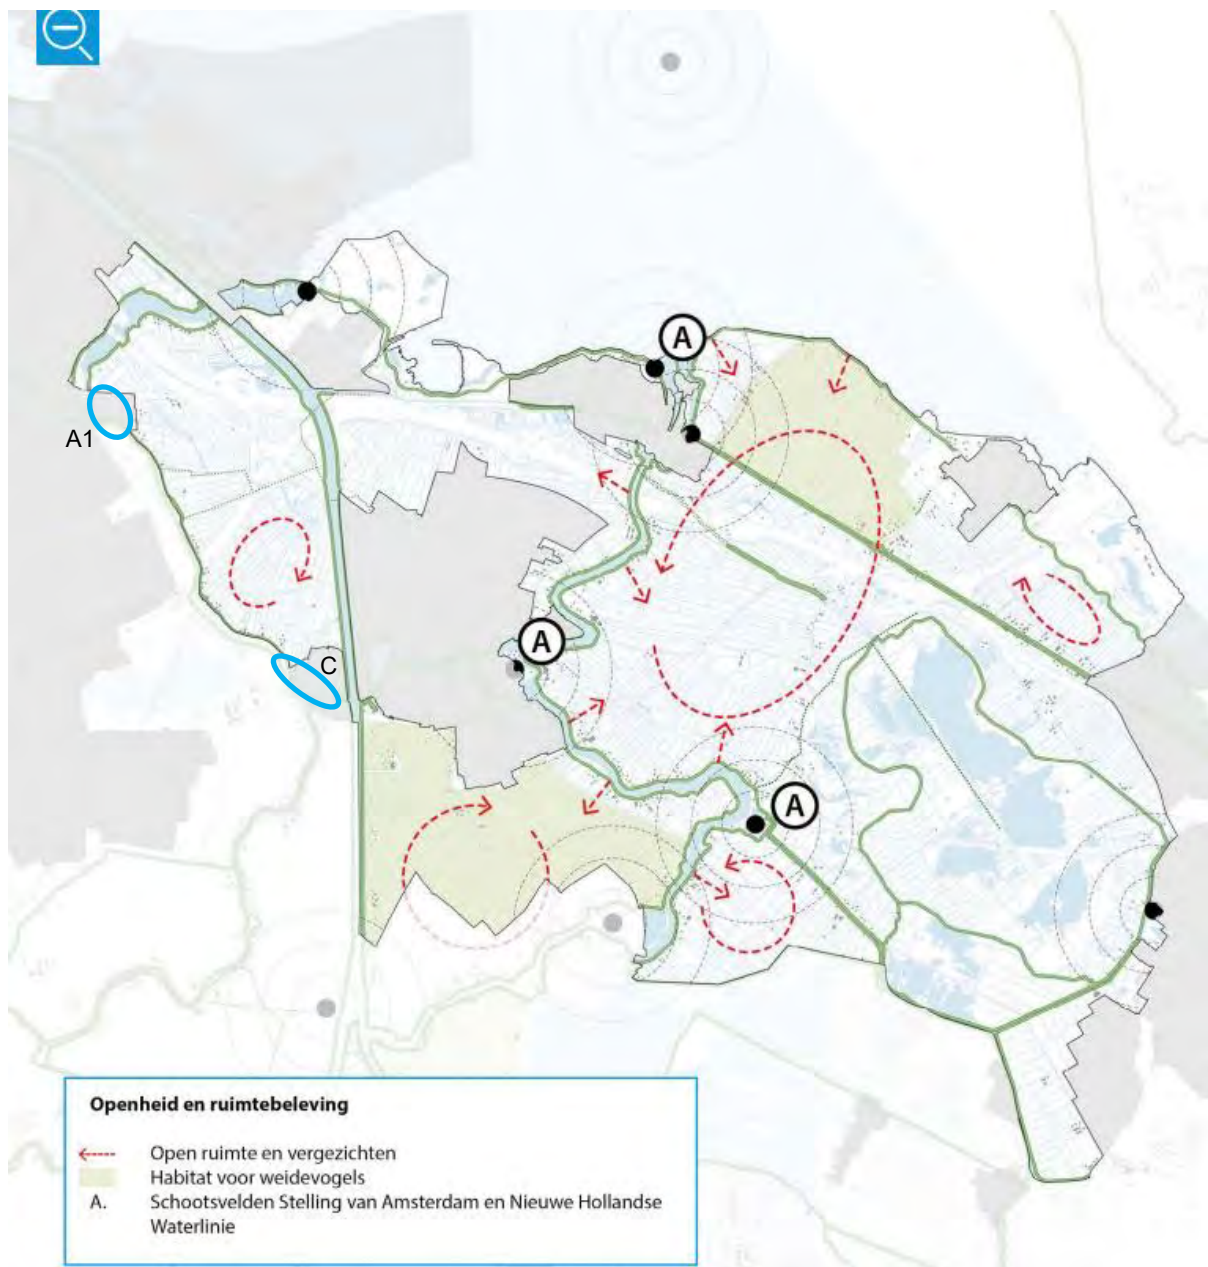 A
A1
A
C
A
Openheid en ruimtebeleving
Open ruimte en vergezichten
Habitat voor weidevogels
A. Schootsvelden Stelling van Amsterdam en Nieuwe Hollandse
Waterlinie